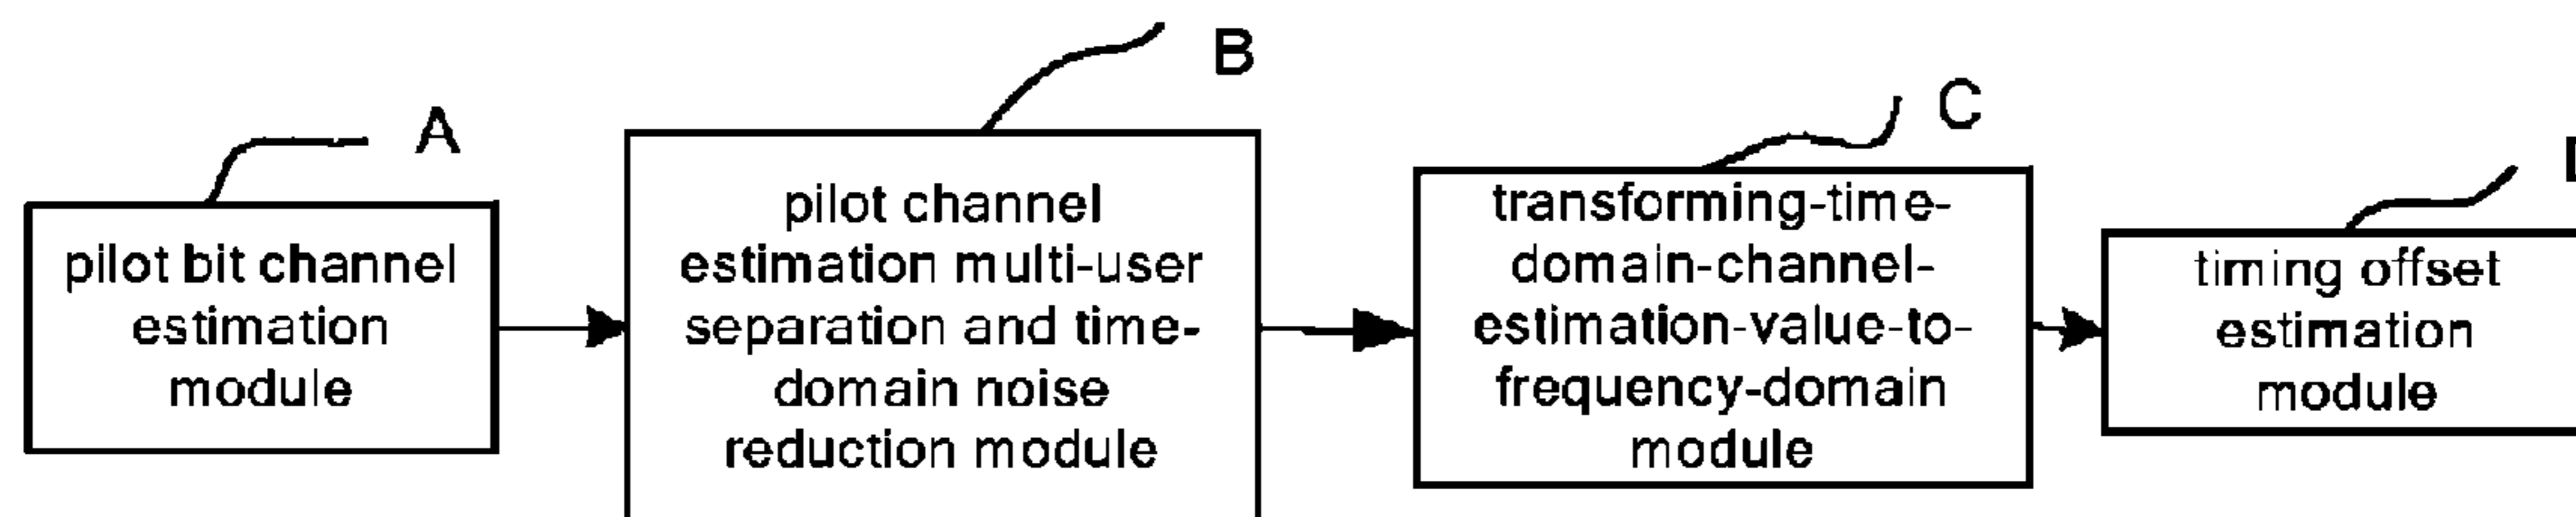 A
B
C
pilot bit channel
estimation
module
pilot channel
estimation multi-user
separation and time-
domain noise
reduction module
transforming-time-
domain-channel-
estimation-value-to-
frequency-domain
module
timing offset
estimation
module